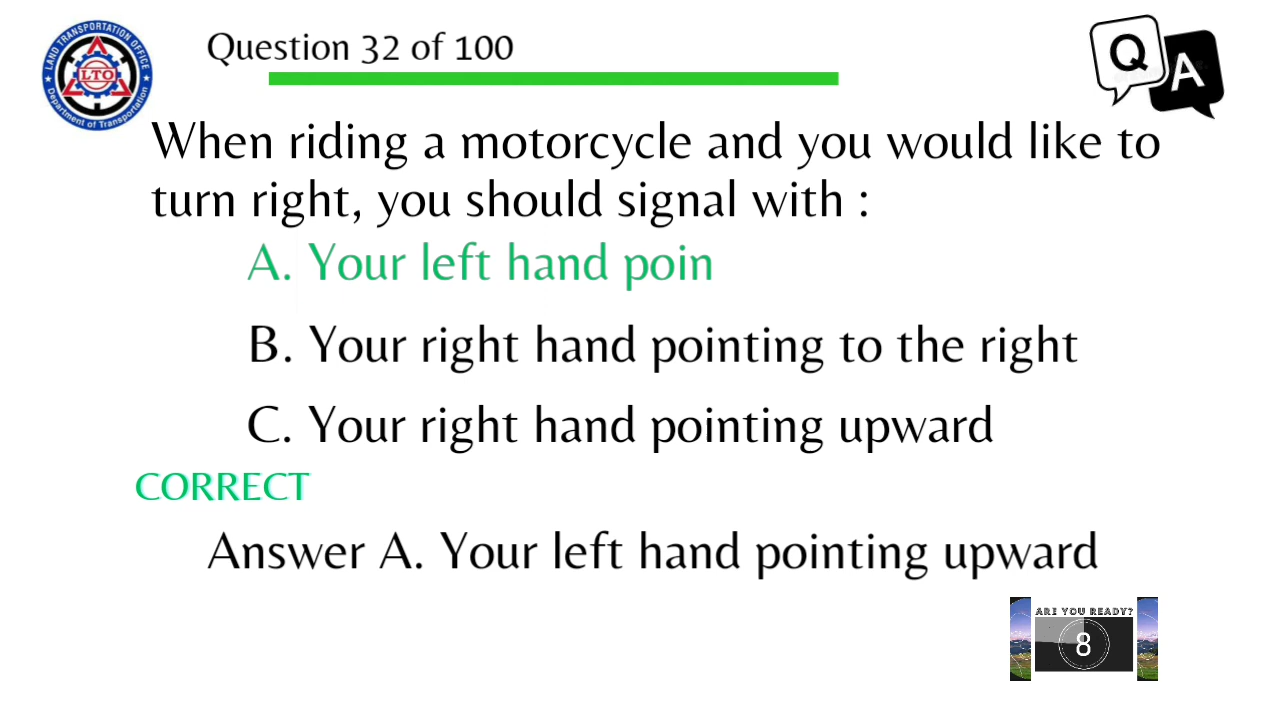 LAND TRANSPORTATION OFFICE
LTO
Department of Transportation
Question 32 of 100
Q
A
When riding a motorcycle and you would like to
turn right, you should signal with :
A. Your left hand poin
B. Your right hand pointing to the right
C. Your right hand pointing upward
CORRECT
Answer A. Your left hand pointing upward
ARE YOU READY?
8